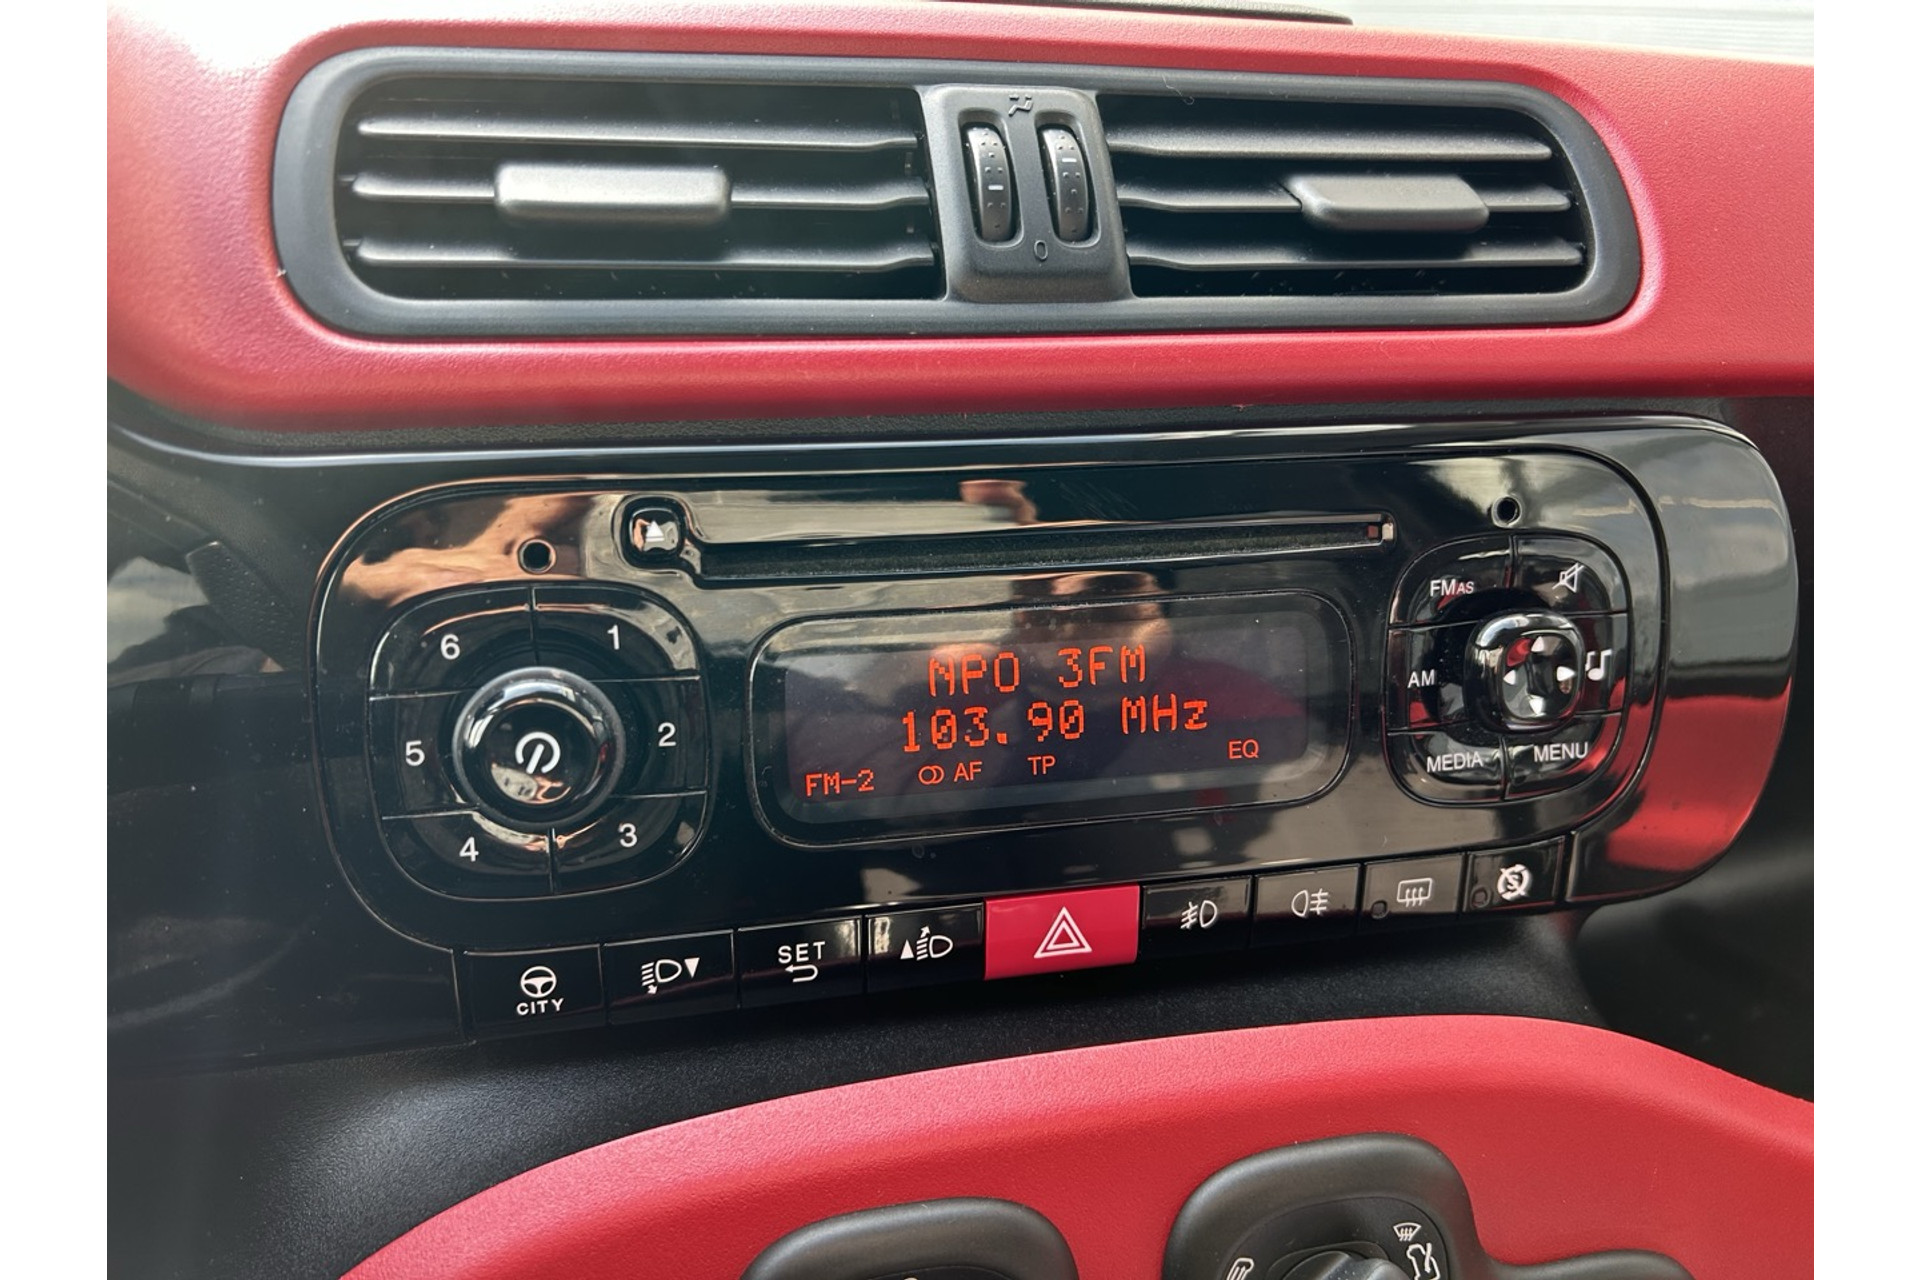 0
6
1
5
2
4
3
NPO 3FM
103.90 MHz
FM-2
AF
TP
EQ
FMAS
AM
MEDIA
MENU
CITY
SET
S